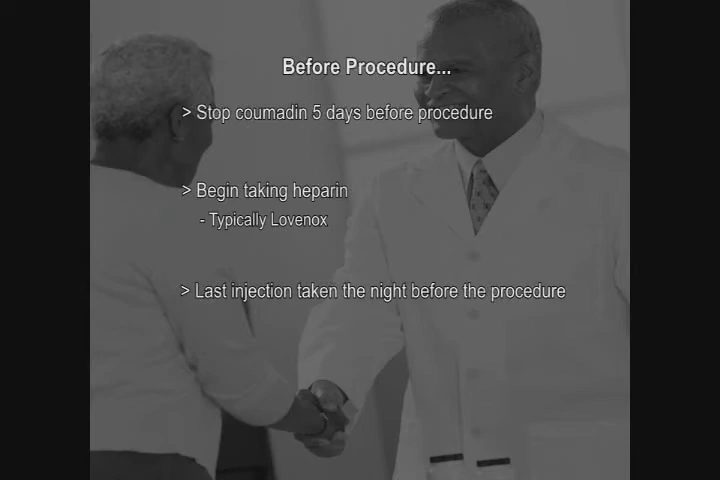 Before Procedure...
> Stop coumadin 5 days before procedure
> Begin taking heparin
- Typically Lovenox
> Last injection taken the night before the procedure